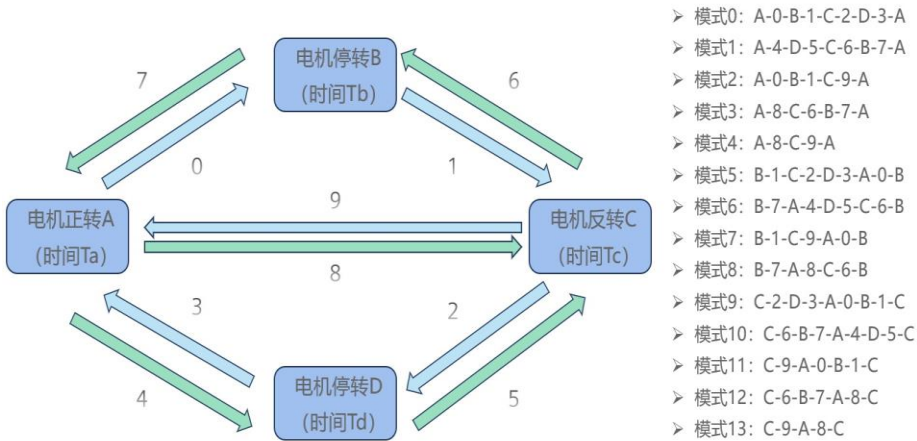 电机停转B
(时间Tb)
7
6
0
1
电机正转A
(时间Ta)
9
8
电机反转C
(时间Tc)
3
2
4
5
电机停转D
(时间Td)
➢ 模式0：A-0-B-1-C-2-D-3-A
➢ 模式1：A-4-D-5-C-6-B-7-A
➢ 模式2：A-0-B-1-C-9-A
➢ 模式3：A-8-C-6-B-7-A
➢ 模式4：A-8-C-9-A
➢ 模式5：B-1-C-2-D-3-A-0-B
➢ 模式6：B-7-A-4-D-5-C-6-B
➢ 模式7：B-1-C-9-A-0-B
➢ 模式8：B-7-A-8-C-6-B
➢ 模式9：C-2-D-3-A-0-B-1-C
➢ 模式10：C-6-B-7-A-4-D-5-C
➢ 模式11：C-9-A-0-B-1-C
➢ 模式12：C-6-B-7-A-8-C
➢ 模式13：C-9-A-8-C